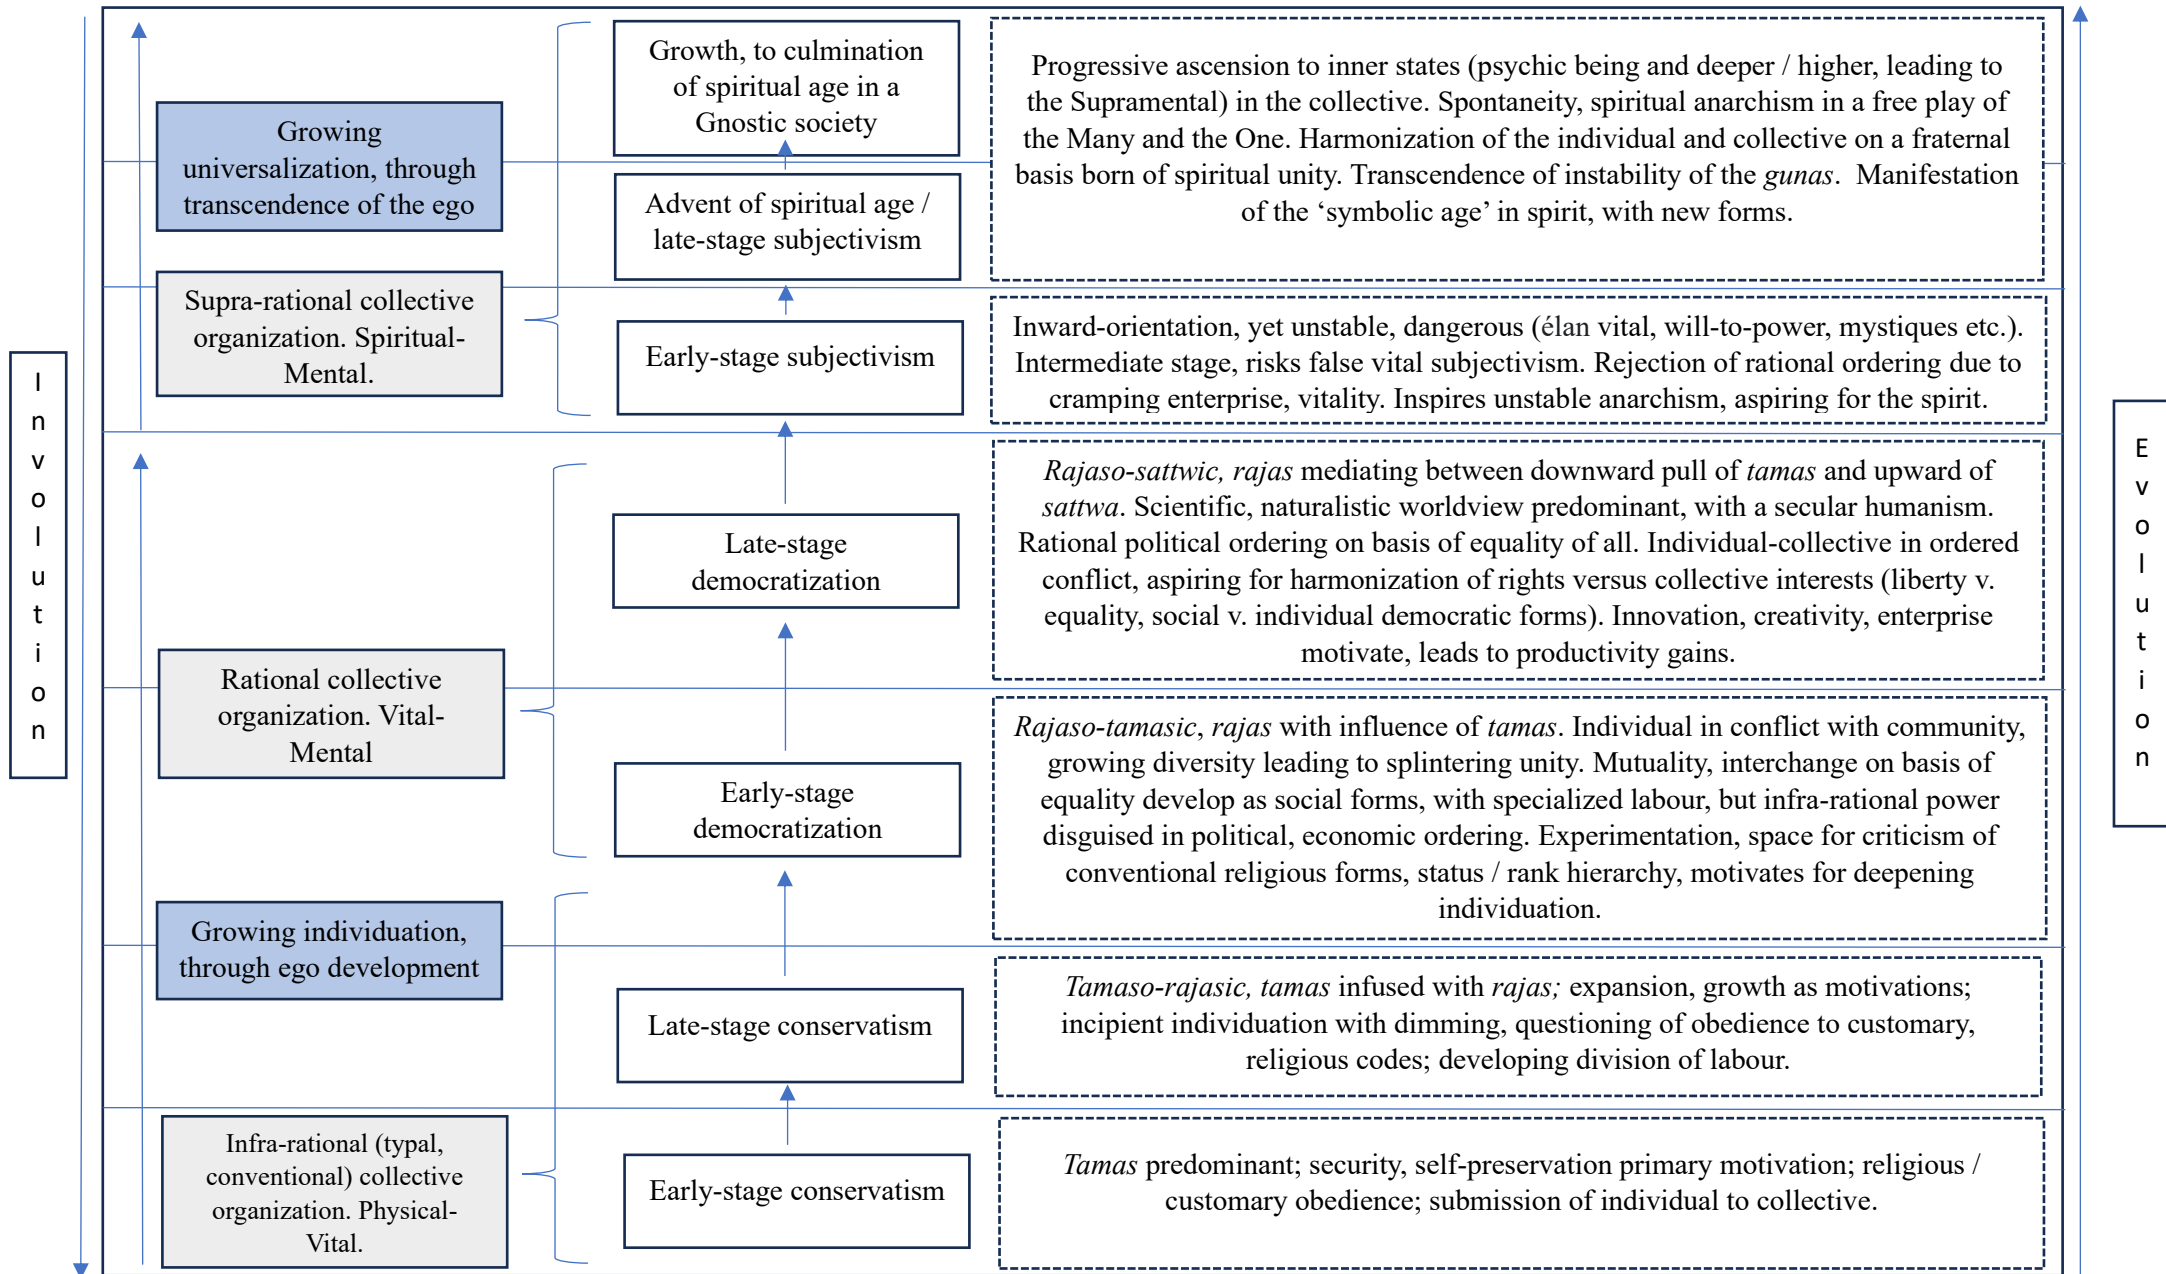 Involution
Growing
universalization, through
transcendence of the ego
Supra-rational collective
organization. Spiritual-
Mental.
Rational collective
organization. Vital-
Mental
Growing individuation,
through ego development
Infra-rational (typal,
conventional) collective
organization. Physical-
Vital.
Growth, to culmination
of spiritual age in a
Gnostic society
Advent of spiritual age /
late-stage subjectivism
Early-stage subjectivism
Late-stage
democratization
Early-stage
democratization
Late-stage conservatism
Early-stage conservatism
Progressive ascension to inner states (psychic being and deeper / higher, leading to
the Supramental) in the collective. Spontaneity, spiritual anarchism in a free play of
the Many and the One. Harmonization of the individual and collective on a fraternal
basis born of spiritual unity. Transcendence of instability of the gunas. Manifestation
of the ‘symbolic age’ in spirit, with new forms.
Inward-orientation, yet unstable, dangerous (élan vital, will-to-power, mystiques etc.).
Intermediate stage, risks false vital subjectivism. Rejection of rational ordering due to
cramping enterprise, vitality. Inspires unstable anarchism, aspiring for the spirit.
Rajaso-sattwic, rajas mediating between downward pull of tamas and upward of
sattwa. Scientific, naturalistic worldview predominant, with a secular humanism.
Rational political ordering on basis of equality of all. Individual-collective in ordered
conflict, aspiring for harmonization of rights versus collective interests (liberty v.
equality, social v. individual democratic forms). Innovation, creativity, enterprise
motivate, leads to productivity gains.
Rajaso-tamasic, rajas with influence of tamas. Individual in conflict with community,
growing diversity leading to splintering unity. Mutuality, interchange on basis of
equality develop as social forms, with specialized labour, but infra-rational power
disguised in political, economic ordering. Experimentation, space for criticism of
conventional religious forms, status / rank hierarchy, motivates for deepening
individuation.
Tamaso-rajasic, tamas infused with rajas; expansion, growth as motivations;
incipient individuation with dimming, questioning of obedience to customary,
religious codes; developing division of labour.
Tamas predominant; security, self-preservation primary motivation; religious /
customary obedience; submission of individual to collective.
Evolution